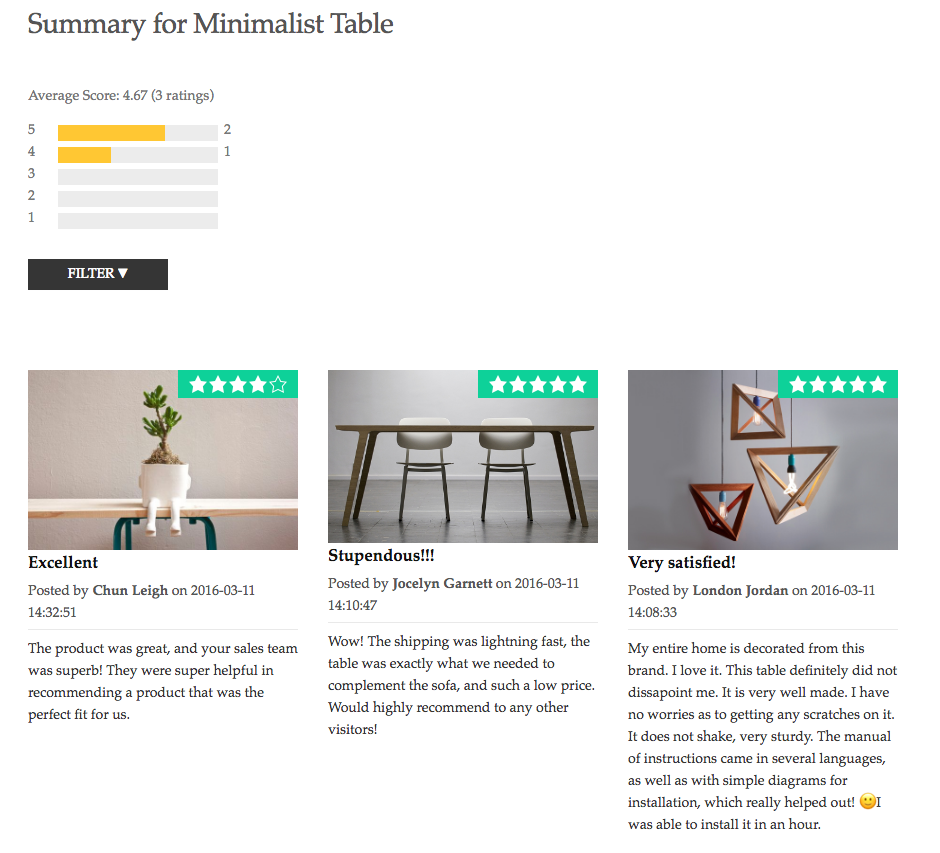 Summary for Minimalist Table
Average Score: 4.67 (3 ratings)
5 2
4 1
3
2
1
FILTER ▼
Excellent
Posted by Chun Leigh on 2016-03-11
14:32:51
The product was great, and your sales team
was superb! They were super helpful in
recommending a product that was the
perfect fit for us.
Stupendous!!!
Posted by Jocelyn Garnett on 2016-03-11
14:10:47
Wow! The shipping was lightning fast, the
table was exactly what we needed to
complement the sofa, and such a low price.
Would highly recommend to any other
visitors!
Very satisfied!
Posted by London Jordan on 2016-03-11
14:08:33
My entire home is decorated from this
brand. I love it. This table definitely did not
dissapoint me. It is very well made. I have
no worries as to getting any scratches on it.
It does not shake, very sturdy. The manual
of instructions came in several languages,
as well as with simple diagrams for
installation, which really helped out! 🙂I
was able to install it in an hour.